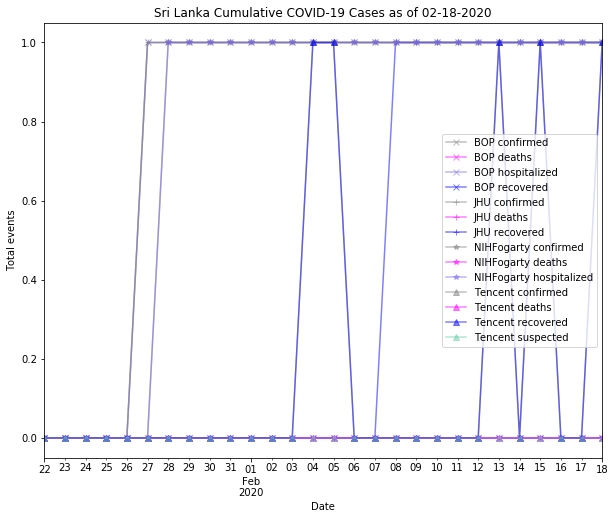 Sri Lanka Cumulative COVID-19 Cases as of 02-18-2020
1.0
0.8
0.6
0.4
0.2
0.0
Total events
BOP confirmed
BOP deaths
BOP hospitalized
BOP recovered
JHU confirmed
JHU deaths
JHU recovered
NIHFogarty confirmed
NIHFogarty deaths
NIHFogarty hospitalized
Tencent confirmed
Tencent deaths
Tencent recovered
Tencent suspected
22 23 24 25 26 27 28 29 30 31 01 02 03 04 05 06 07 08 09 10 11 12 13 14 15 16 17 18
Feb
2020
Date